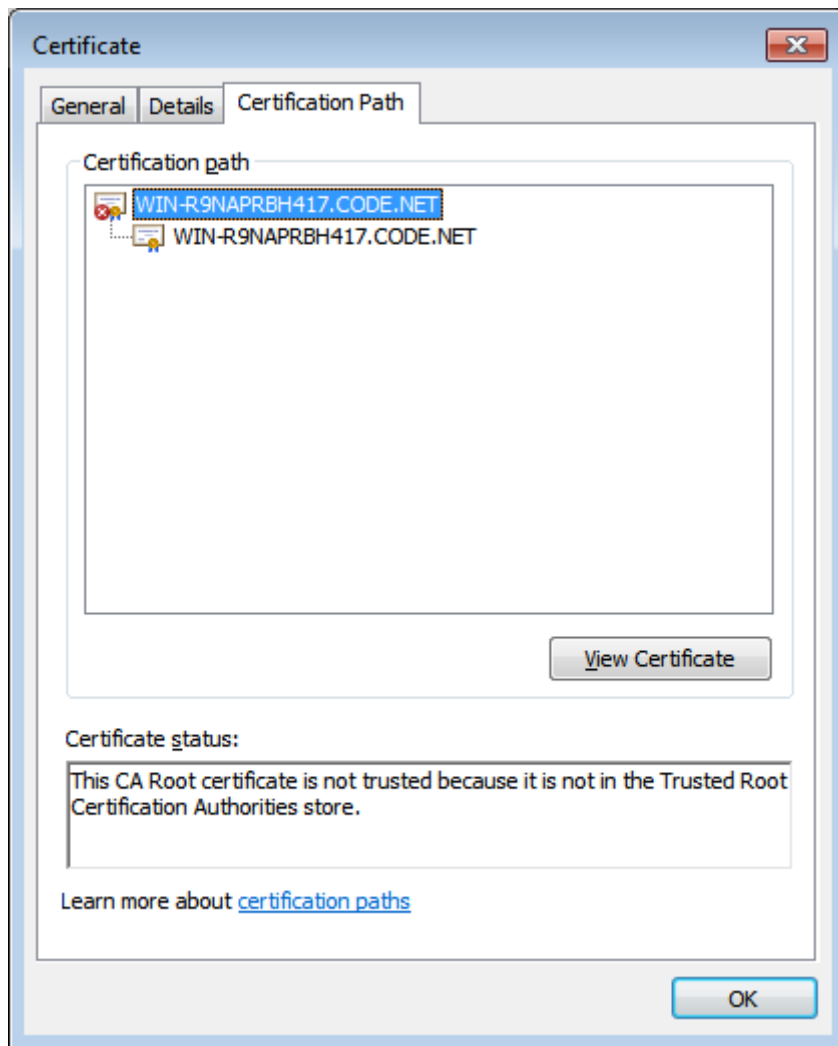 Certificate
General
Details
Certification Path
Certification path
WIN-R9NAPRBH417.CODE.NET
WIN-R9NAPRBH417.CODE.NET
View Certificate
Certificate status:
This CA Root certificate is not trusted because it is not in the Trusted Root
Certification Authorities store.
Learn more about certification paths
OK